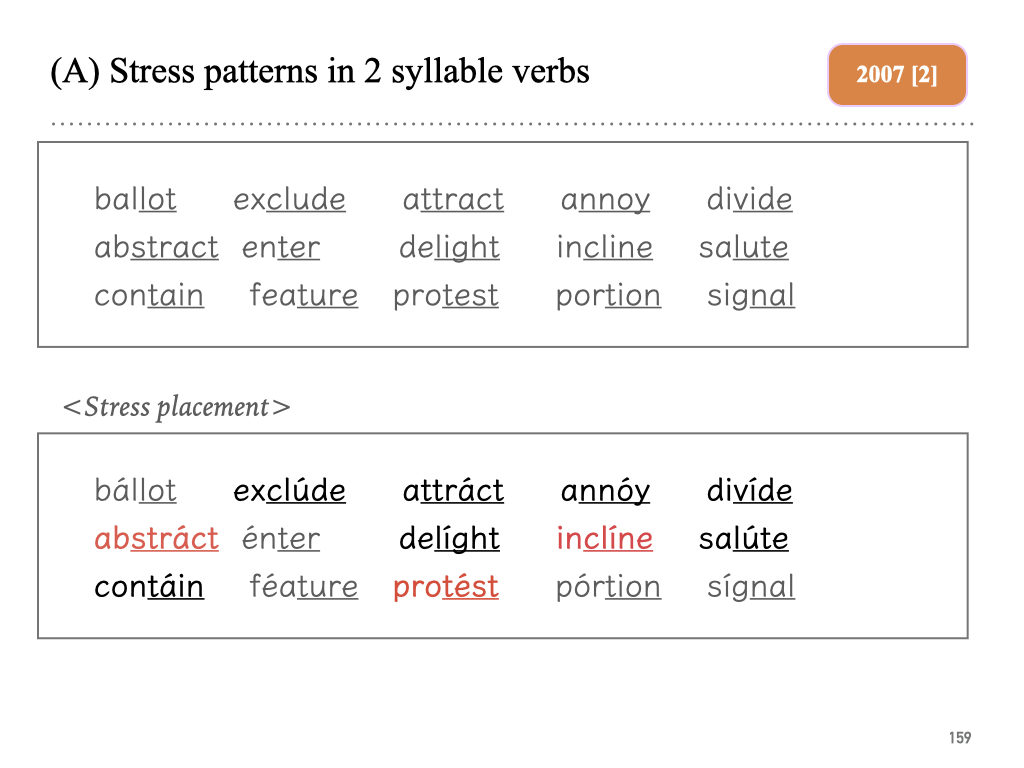 (A) Stress patterns in 2 syllable verbs
2007 [2]
ballot exclude attract annoy divide
abstract enter delight incline salute
contain feature protest portion signal
<Stress placement>
bállot exclúde attráct annóy divíde
abstráct énter delíght inclíne salúte
contáin féature protést pórtion sígnal
159